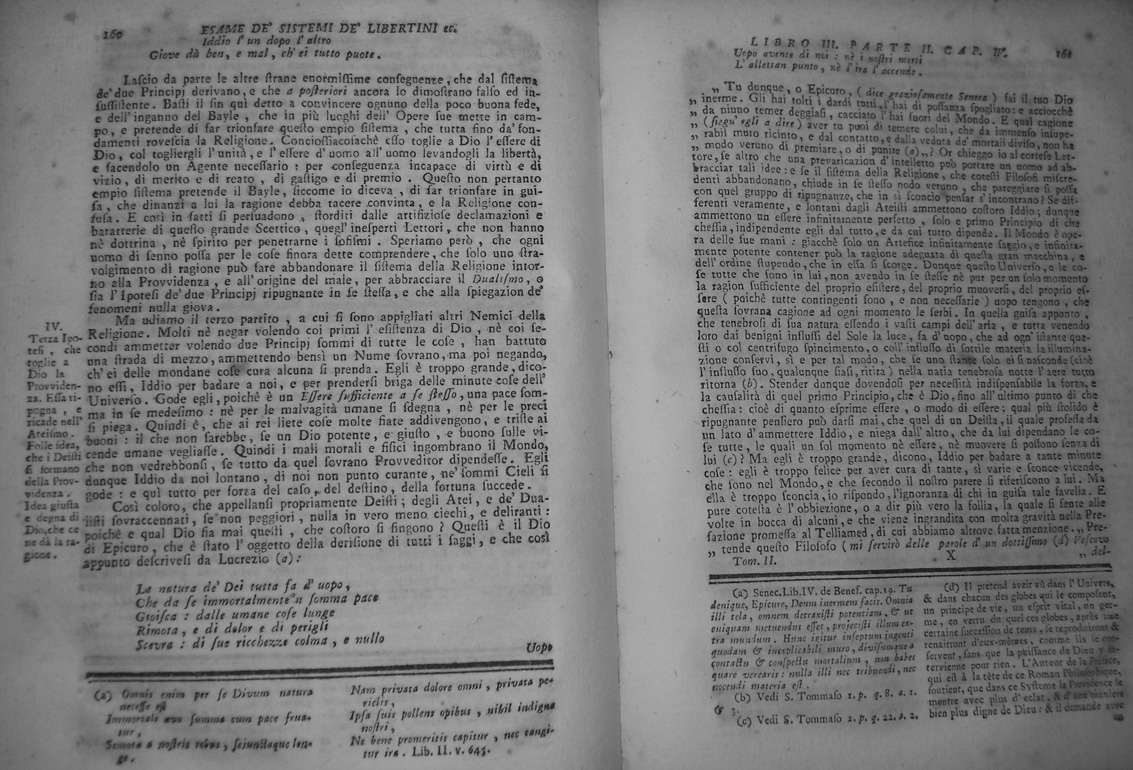 160
ESAME DE' SISTEMI DE' LIBERTINI ec.
Iddio l' un dopo l' altro
Giove dà ben, e mal, ch' ei tutto puote.
Lascio da parte le altre strane enormissime conseguenze, che dal sistema
de' due Principj derivano, e che a posteriori ancora lo dimostrano falso ed in-
sussistente. Basti il fin quì detto a convincere ognuno della poca buona fede,
e dell' inganno del Bayle, che in più luoghi dell' Opere sue mette in cam-
po, e pretende di far trionfare questo empio sistema, che tutta fino da' fon-
damenti rovescia la Religione. Conciossiacosachè esso toglie a Dio l' essere di
Dio, col togliergli l' unità, e l' essere d' uomo all' uomo levandogli la libertà,
e facendolo un Agente necessario: per conseguenza incapace di virtù e di
vizio, di merito e di reato, di gastigo e di premio. Questo non pertanto
empio sistema pretende il Bayle, siccome io diceva, di far trionfare in gui-
sa, che dinanzi a lui la ragione debba tacere convinta, e la Religione con-
fusa. E così in fatti si persuadono, storditi dalle artifiziose declamazioni e
baratterie di questo grande Scettico, quegl' inesperti Lettori, che non hanno
nè dottrina, nè spirito per penetrarne i sofismi. Speriamo però, che ogni
uomo di senno possa per le cose finora dette comprendere, che solo uno stra-
volgimento di ragione può fare abbandonare il sistema della Religione intor-
no alla Provvidenza, e all' origine del male, per abbracciare il Dualismo, o
sia l' Ipotesi de' due Principj ripugnante in se stessa, e che alla spiegazion de'
fenomeni nulla giova.
IV.
Terza Ipo-
tesi, che
toglie a
Dio la
Provviden-
za. Essa ri-
pugna, e
ricade nell'
Ateismo.
Folle idea,
che i Deisti
si formano
della Prov-
videnza.
Idea giusta
e degna di
Dio, che ce
ne dà la ra-
gione.
Ma udiamo il terzo partito, a cui si sono appigliati altri Nemici della
Religione. Molti nè negar volendo coi primi l' esistenza di Dio, nè coi se-
condi ammetter volendo due Principj sommi di tutte le cose, han battuto
una strada di mezzo, ammettendo bensì un Nume sovrano, ma poi negando,
ch' ei delle mondane cose cura alcuna si prenda. Egli è troppo grande, dico-
no essi, Iddio per badare a noi, e per prendersi briga delle minute cose dell'
Universo. Gode egli, poichè è un Essere sufficiente a se stesso, una pace som-
ma in se medesimo: nè per le malvagità umane si sdegna, nè per le preci
si piega. Quindi è, che ai rei liete cose molte fiate addivengono, e triste ai
buoni: il che non farebbe, se un Dio potente, e giusto, e buono sulle vi-
cende umane vegliasse. Quindi i mali morali e fisici ingombrano il Mondo,
che non vedrebbonsi, se tutto da quel sovrano Provveditor dipendesse. Egli
dunque Iddio da noi lontano, di noi non punto curante, ne' sommi Cieli si
gode: e quì tutto per forza del caso, del destino, della fortuna succede.
Così coloro, che appellansi propriamente Deisti; degli Atei, e de' Dua-
listi sovraccennati, se non peggiori, nulla in vero meno ciechi, e deliranti:
poichè e qual Dio sia mai questi, che costoro si fingono? Questi è il Dio
di Epicuro, che è stato l' oggetto della derisione di tutti i saggi, e che così
appunto descrivesi da Lucrezio (a):
La natura de' Dei tutta fa d' uopo,
Che da se immortalmente 'n somma pace
Gioisca: dalle umane cose lunge
Rimota, e di dolor e di perigli
Scevra: di sue ricchezze colma, e nullo
Uopo
(a) Omnis enim per se Divum natura
necesse est
Immortali aevo summa cum pace frua-
tur,
Semota a nostris rebus, sejunctaque lon-
ge.
Nam privata dolore omni, privata pe-
riclis,
Ipsa suis pollens opibus, nihil indigna
nostri,
Ne bene promeritis capitur, nec tangi-
tur ira. Lib. II. v. 645.
LIBRO III. PARTE II. CAP. IV. 161
Uopo avente di noi: nè i nostri merti
L' allettan punto, nè l' ira l' accende.
„ Tu dunque, o Epicuro, (dice graziosamente Seneca) fai il tuo Dio
„ inerme. Gli hai tolti i dardi tutti, l' hai di possanza spogliato: e acciocchè
„ da niuno temer deggiasi, cacciato l' hai fuori del Mondo. E qual cagione
„ (siegu' egli a dire) aver tu puoi di temere colui, che da immenso insupe-
„ rabil muro ricinto, e dal contatto, e dalla veduta de' mortali diviso, non ha
„ modo veruno di premiare, o di punire (a)„? Or chieggo io al cortese Let-
tore, se altro che una prevaricazion d' intelletto può portare un uomo ad ab-
bracciar tali idee: e se il sistema della Religione, che cotesti Filosofi miscre-
denti abbandonano, chiude in se stesso nodo veruno, che pareggiare si possa
con quel gruppo di ripugnanze, che in sì sconcio pensar s' incontrano? Se dif-
ferenti veramente, e lontani dagli Ateisti ammettono costoro Iddio; dunque
ammettono un essere infinitamente perfetto, solo e primo Principio di che
chessia, indipendente egli dal tutto, e da cui tutto dipende. Il Mondo è ope-
ra delle sue mani: giacchè solo un Artefice infinitamente saggio, e infinita-
mente potente contener può la ragion adeguata di questa gran macchina, e
dell' ordine stupendo, che in essa si scorge. Dunque questo Universo, e le co-
se tutte che sono in lui, non avendo in se stesse nè pur per un solo momento
la ragion sufficiente del proprio esistere, del proprio muoversi, del proprio es-
sere (poichè tutte contingenti sono, e non necessarie) uopo tengono, che
questa sovrana cagione ad ogni momento le serbi. In quella guisa appunto,
che tenebrosi di sua natura essendo i vasti campi dell' aria, e tutta venendo
loro dai benigni influssi del Sole la luce, fa d' uopo, ad ogn' istante que-
sti o col centrifugo spincimento, o coll' influsso di sottile materia la illumina-
zione conservi, sì e per tal modo, che se uno istante solo ei si nasconde (cioè
l' influsso suo, qualunque siasi, ritira) nella natia tenebrosa notte l' aere tutto
ritorna (b). Stender dunque dovendosi per necessità indispensabile la forza, e
la causalità di quel primo Principio, che è Dio, fino all' ultimo punto di che
chessia: cioè di quanto esprime essere, o modo di essere; qual più stolido è
ripugnante pensiero può darsi mai, che quel di un Deista, il quale professa da
un lato d' ammettere Iddio, e niega dall' altro, che da lui dipendano le co-
se tutte, le quali un sol momento nè essere, nè muovere si possono senza di
lui (c)? Ma egli è troppo grande, dicono, Iddio per badare a tante minute
cose: egli è troppo felice per aver cura di tante, sì varie e sconce vicende,
che sono nel Mondo, e che secondo il nostro parere si riferiscono a lui. Ma
ella è troppo sconcia, io rispondo, l' ignoranza di chi in guisa tale favella. E
pure cotesta è l' obbiezione, o a dir più vero la follia, la quale si sente alle
volte in bocca di alcuni, e che viene ingrandita con molta gravità nella Pre-
fazione promessa al Telliamed, di cui abbiamo altrove fatta menzione. „ Pre-
„ tende questo Filosofo (mi servirò delle parole d' un dottissimo (d) Vescovo
Tom. II.
X
„ del-
(a) Senec. Lib. IV. de Benef. cap. 19. Tu
denique, Epicure, Deum inermem facis. Omnia
illi tela, omnem detraxisti potentiam, & ut
cuiquam metuendus esset, projecisti illum ex-
tra mundum. Hunc igitur inseptum ingenti
quodam & inexplicabili muro, divisumque a
contactu & conspectu mortalium, non habes
quare verearis: nulla illi nec tribuendi, nec
nocendi materia est.
(b) Vedi S. Tommaso 1. p. q. 8. a. 1.
& 3.
(c) Vedi S. Tommaso 1. p. q. 22. a. 2.
(d) Il pretend avoir vû dans l' Univers,
& dans chacun des globes qui le composent,
un principe de vie, un esprit vital, un ger-
me, en vertu du quel ces globes, après une
certaine succession de tems, se reproduisent &
renaitront d'eux-mêmes, comme ils se con-
servent, sans que la puissance de Dieu y in-
tervienne pour rien. L'Auteur de la Préface,
qui est à la tête de ce Roman Philosophique,
soutient, que dans ce Système la Providence se
montre avec plus d' eclat, & d' une maniere
bien plus digne de Dieu: & il demande avec